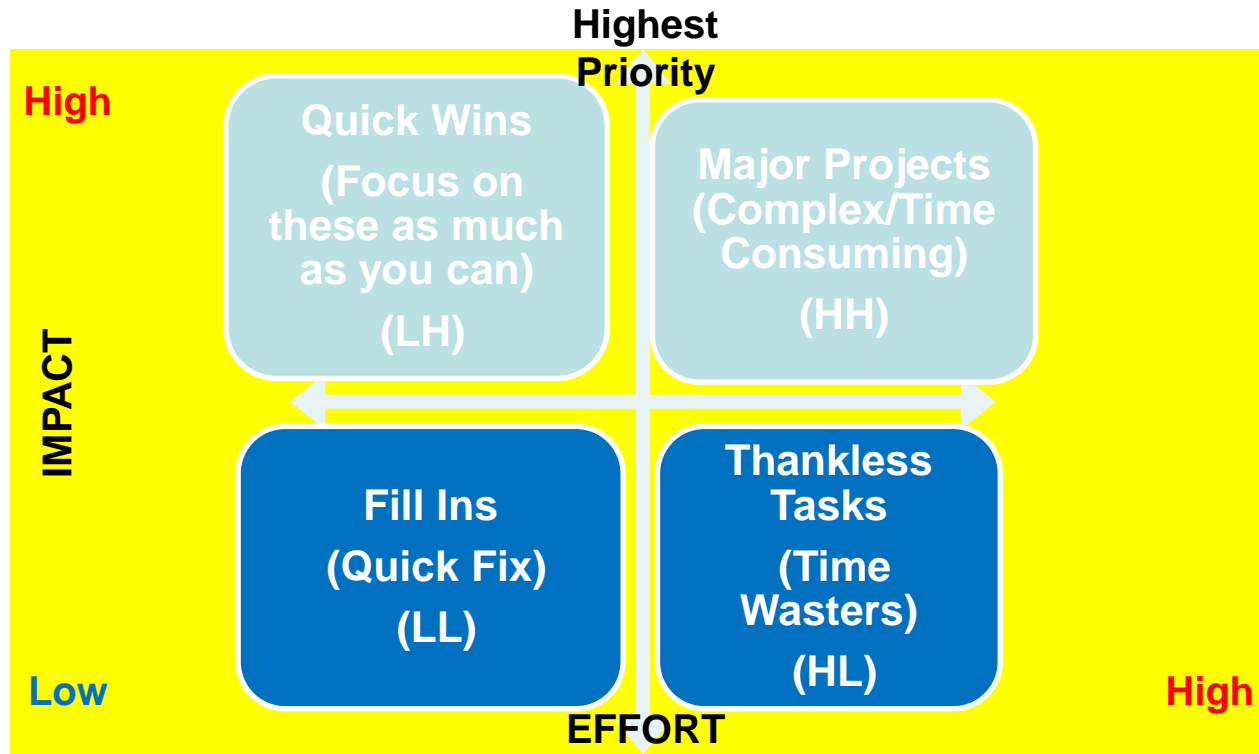 Highest
Priority
High
Quick Wins
(Focus on
these as much
as you can)
(LH)
Major Projects
(Complex/Time
Consuming)
(HH)
IMPACT
Fill Ins
(Quick Fix)
(LL)
Thankless
Tasks
(Time
Wasters)
(HL)
Low
EFFORT
High